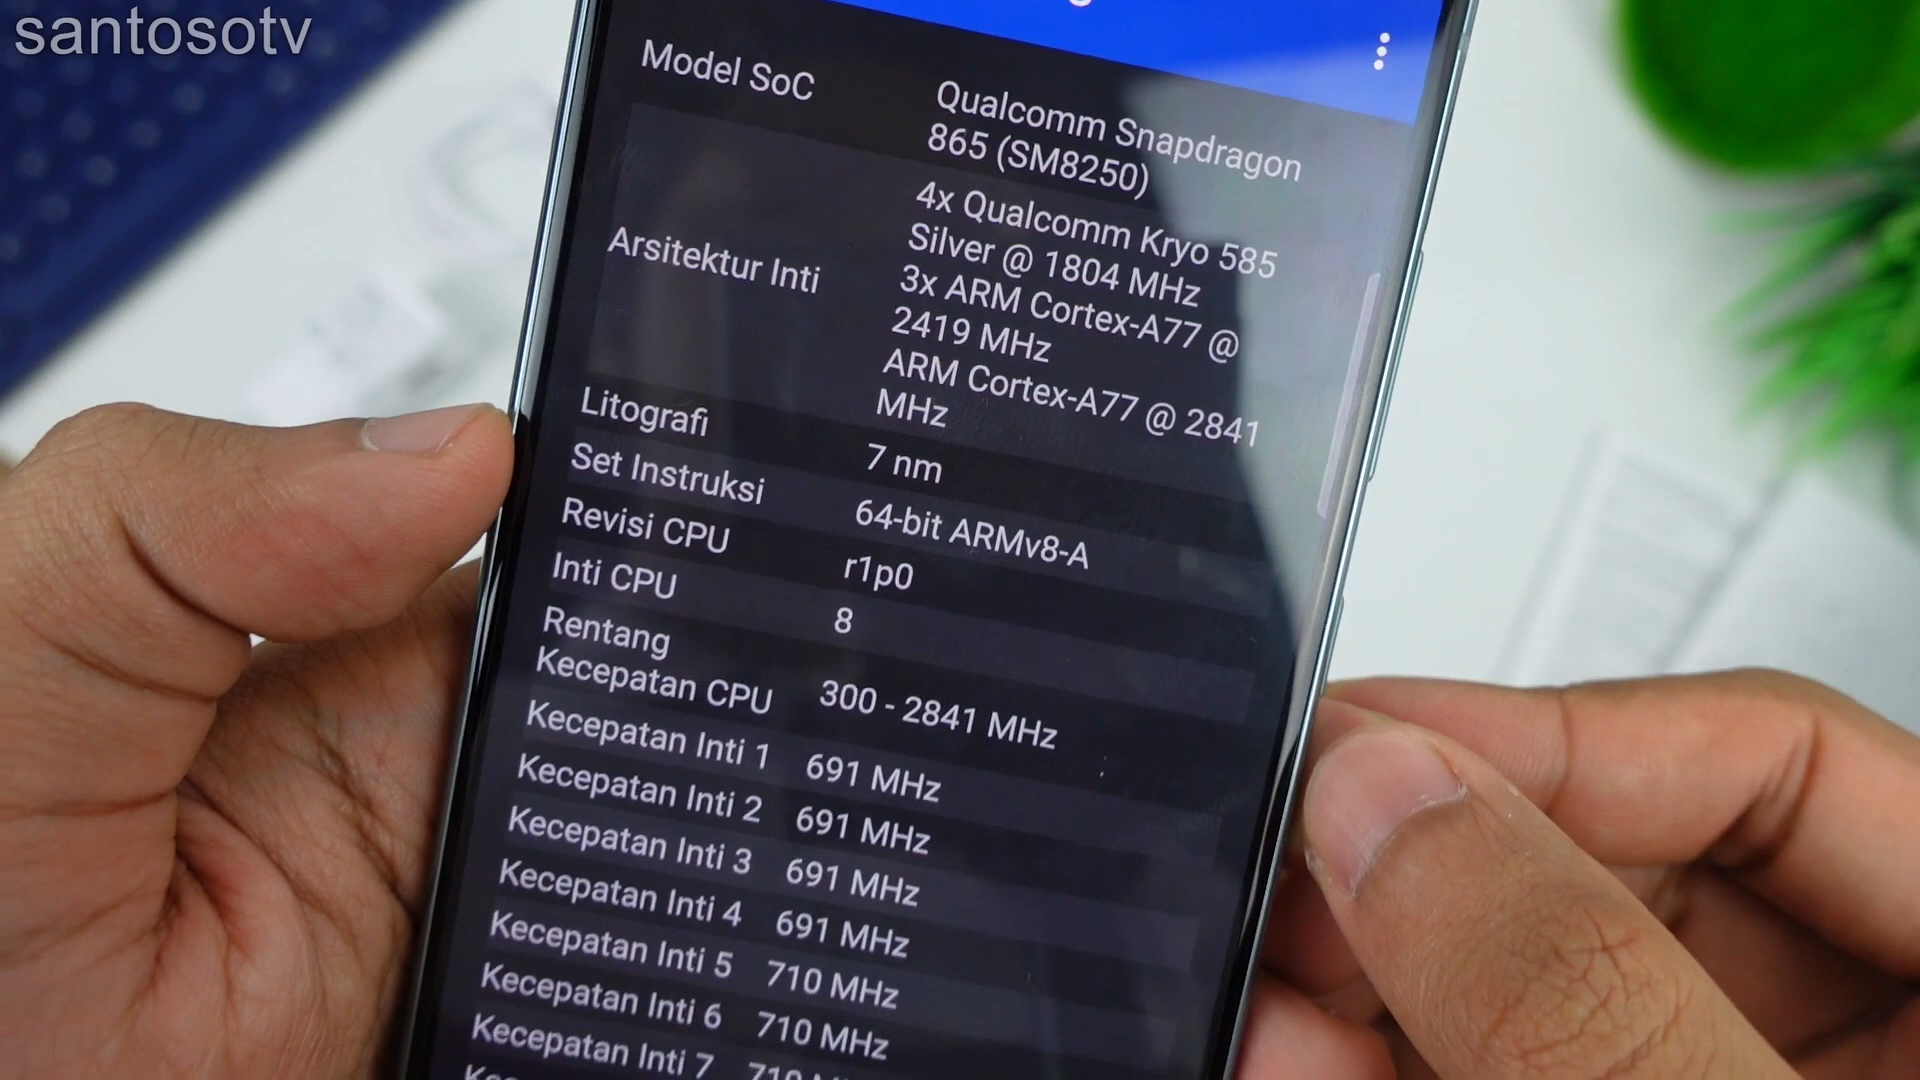 santosotv
Model SoC
Qualcomm Snapdragon
865 (SM8250)
Arsitektur Inti
4x Qualcomm Kryo 585
Silver @ 1804 MHz
3x ARM Cortex-A77 @
2419 MHz
ARM Cortex-A77 @ 2841
MHz
Litografi
7 nm
Set Instruksi
64-bit ARMv8-A
Revisi CPU
r1p0
Inti CPU
8
Rentang
Kecepatan CPU
300 - 2841 MHz
Kecepatan Inti 1
691 MHz
Kecepatan Inti 2
691 MHz
Kecepatan Inti 3
691 MHz
Kecepatan Inti 4
691 MHz
Kecepatan Inti 5
710 MHz
Kecepatan Inti 6
710 MHz
Kecepatan Inti 7